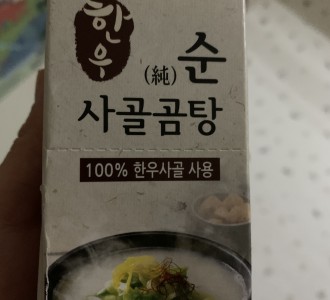 한우
(純) 순
사골곰탕
100% 한우사골 사용